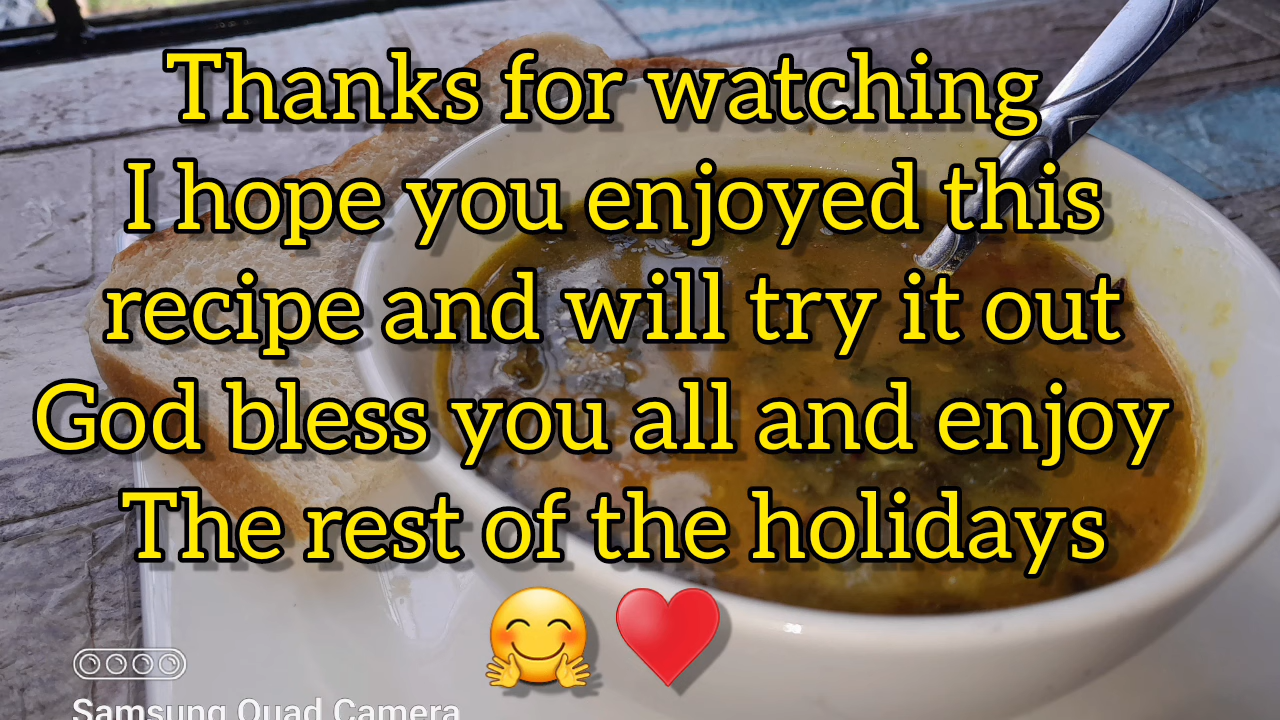 Thanks for watching
I hope you enjoyed this
recipe and will try it out
God bless you all and enjoy
The rest of the holidays
🤗♥️
Samsung Quad Camera